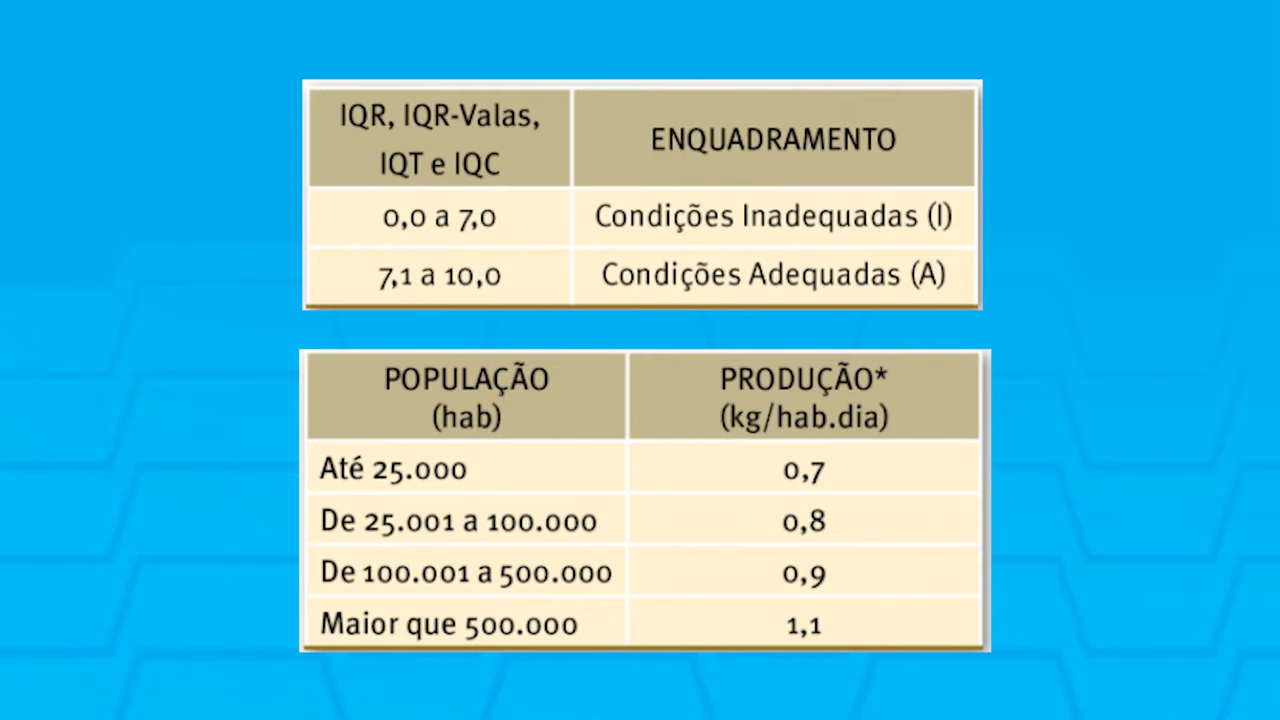 IQR, IQR-Valas,
IQT e IQC
ENQUADRAMENTO
0,0 a 7,0
Condições Inadequadas (I)
7,1 a 10,0
Condições Adequadas (A)
POPULAÇÃO
(hab)
PRODUÇÃO*
(kg/hab.dia)
Até 25.000
0,7
De 25.001 a 100.000
0,8
De 100.001 a 500.000
0,9
Maior que 500.000
1,1